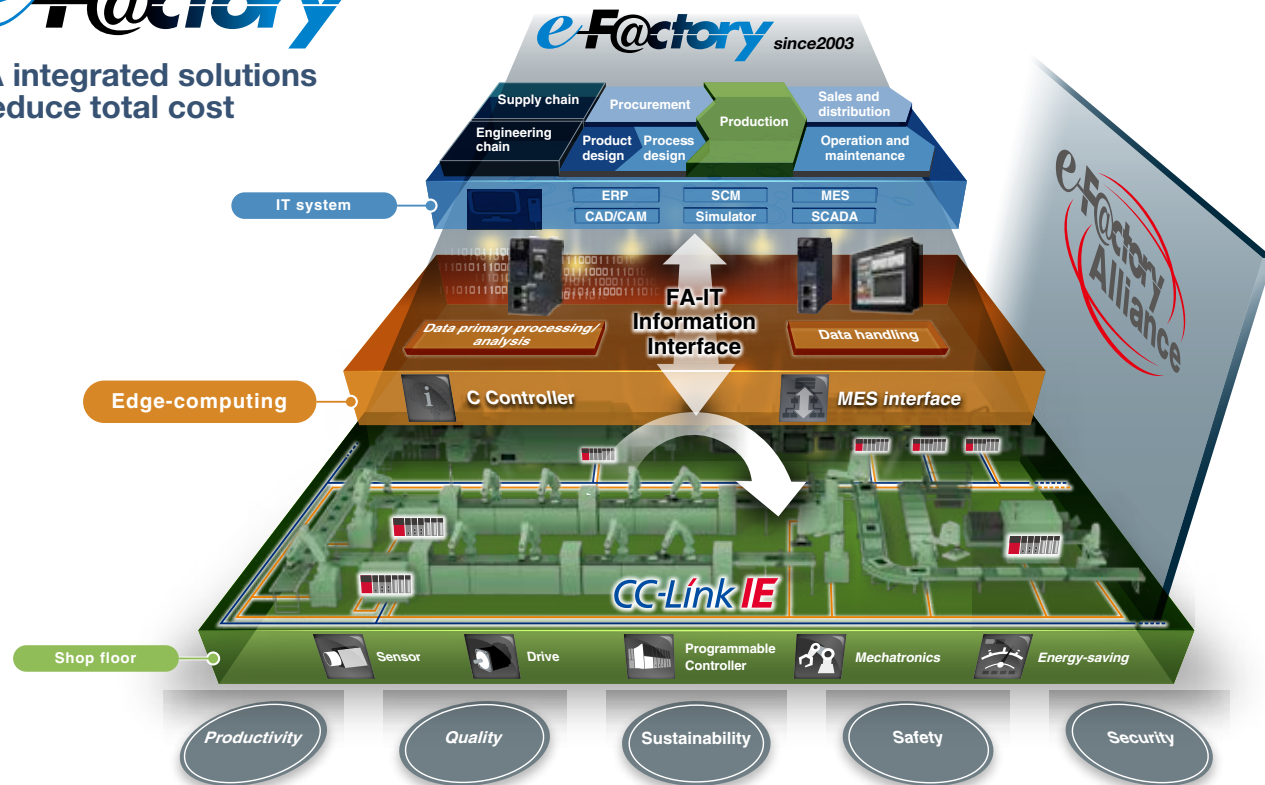 e-F@ctory
A integrated solutions
educe total cost
e-F@ctory since2003
Supply chain
Procurement
Production
Sales and
distribution
Engineering
chain
Product
design
Process
design
Operation and
maintenance
IT system
ERP
SCM
MES
CAD/CAM
Simulator
SCADA
FA-IT
Information
Interface
Data primary processing/
analysis
Data handling
Edge-computing
C Controller
MES interface
e-F@ctory
Alliance
CC-Link IE
Shop floor
Sensor
Drive
Programmable
Controller
Mechatronics
Energy-saving
Productivity
Quality
Sustainability
Safety
Security